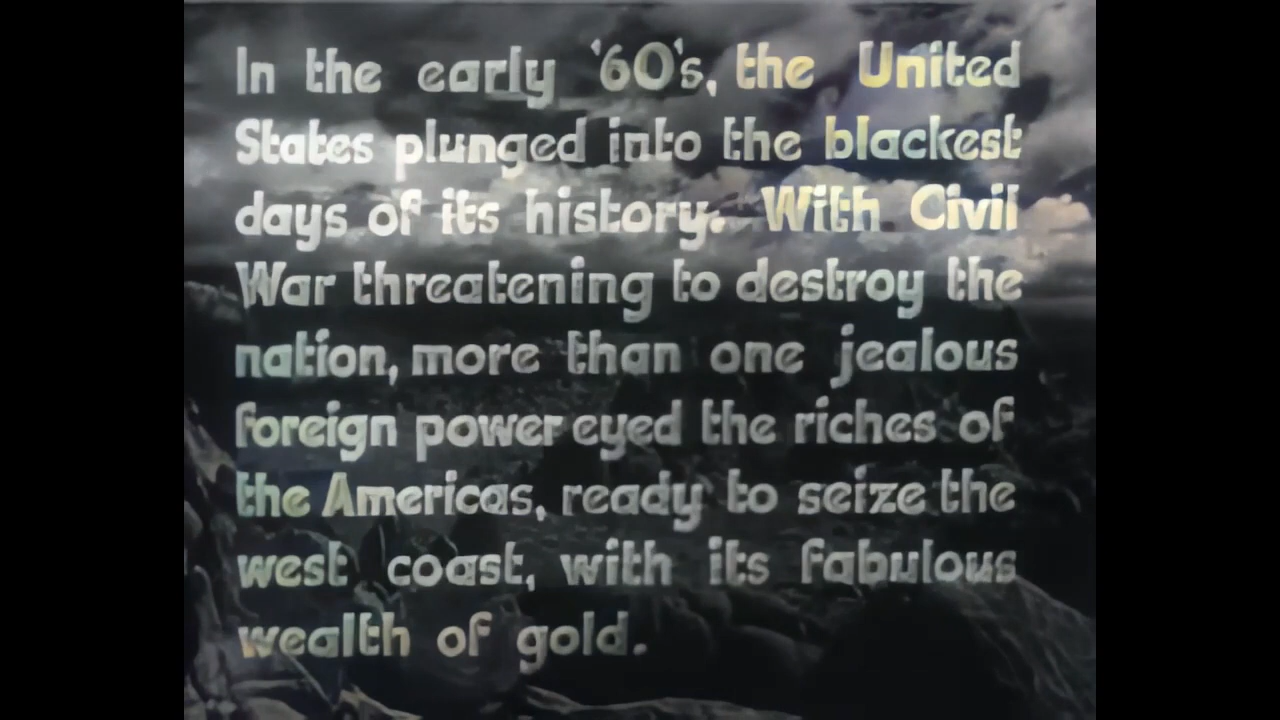 In the early '60's, the United
States plunged into the blackest
days of its history. With Civil
War threatening to destroy the
nation, more than one jealous
foreign power eyed the riches of
the Americas, ready to seize the
west coast, with its fabulous
wealth of gold.